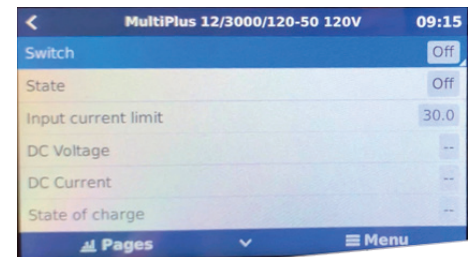 MultiPlus 12/3000/120-50 120V 09:15
Switch Off
State Off
Input current limit 30.0
DC Voltage --
DC Current --
State of charge --
Pages Menu